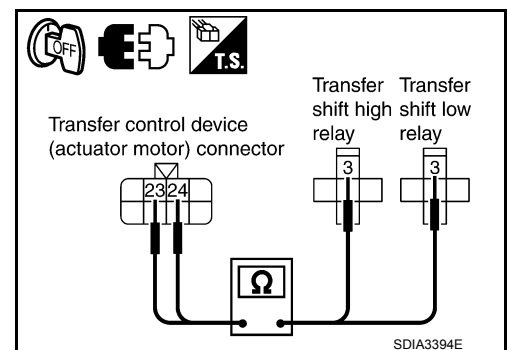 OFF
T.S.
Transfer
shift high
relay
Transfer
shift low
relay
Transfer control device
(actuator motor) connector
23 24
3
3
Ω
SDIA3394E